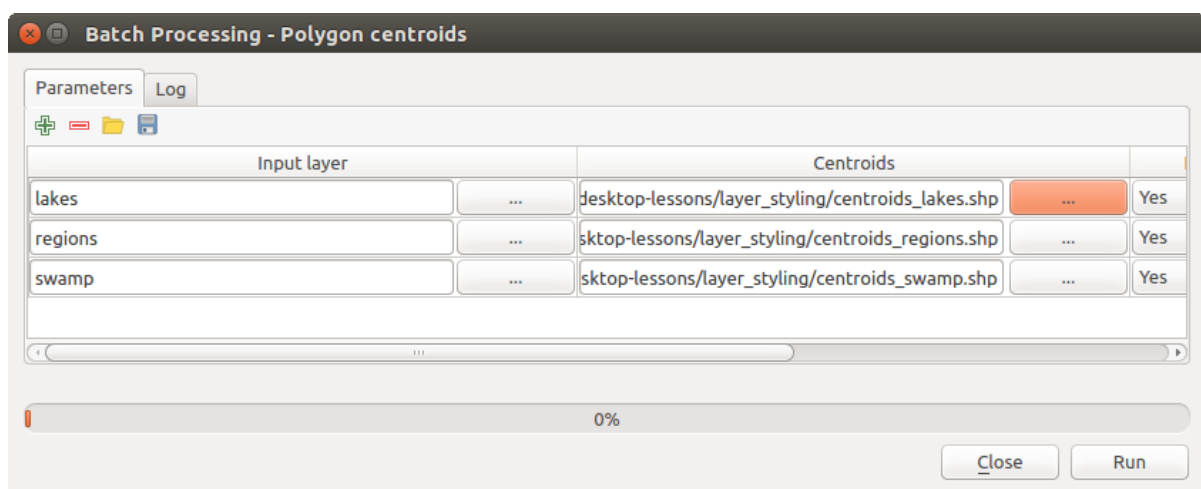 Batch Processing - Polygon centroids
Parameters Log
Input layer Centroids
lakes ... desktop-lessons/layer_styling/centroids_lakes.shp ... Yes
regions ... sktop-lessons/layer_styling/centroids_regions.shp ... Yes
swamp ... sktop-lessons/layer_styling/centroids_swamp.shp ... Yes
0%
Close Run